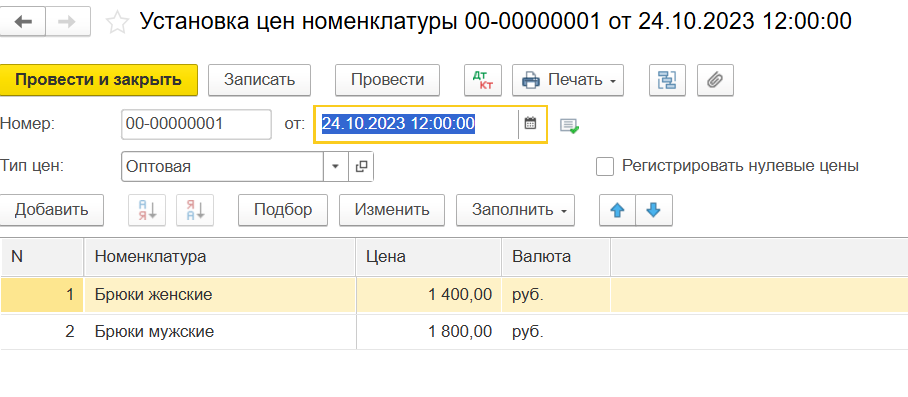 Установка цен номенклатуры 00-00000001 от 24.10.2023 12:00:00
Провести и закрыть Записать Провести Дт Кт Печать
Номер: 00-00000001 от: 24.10.2023 12:00:00
Тип цен: Оптовая Регистрировать нулевые цены
Добавить А Я Я А Подбор Изменить Заполнить
N Номенклатура Цена Валюта
1 Брюки женские 1 400,00 руб.
2 Брюки мужские 1 800,00 руб.